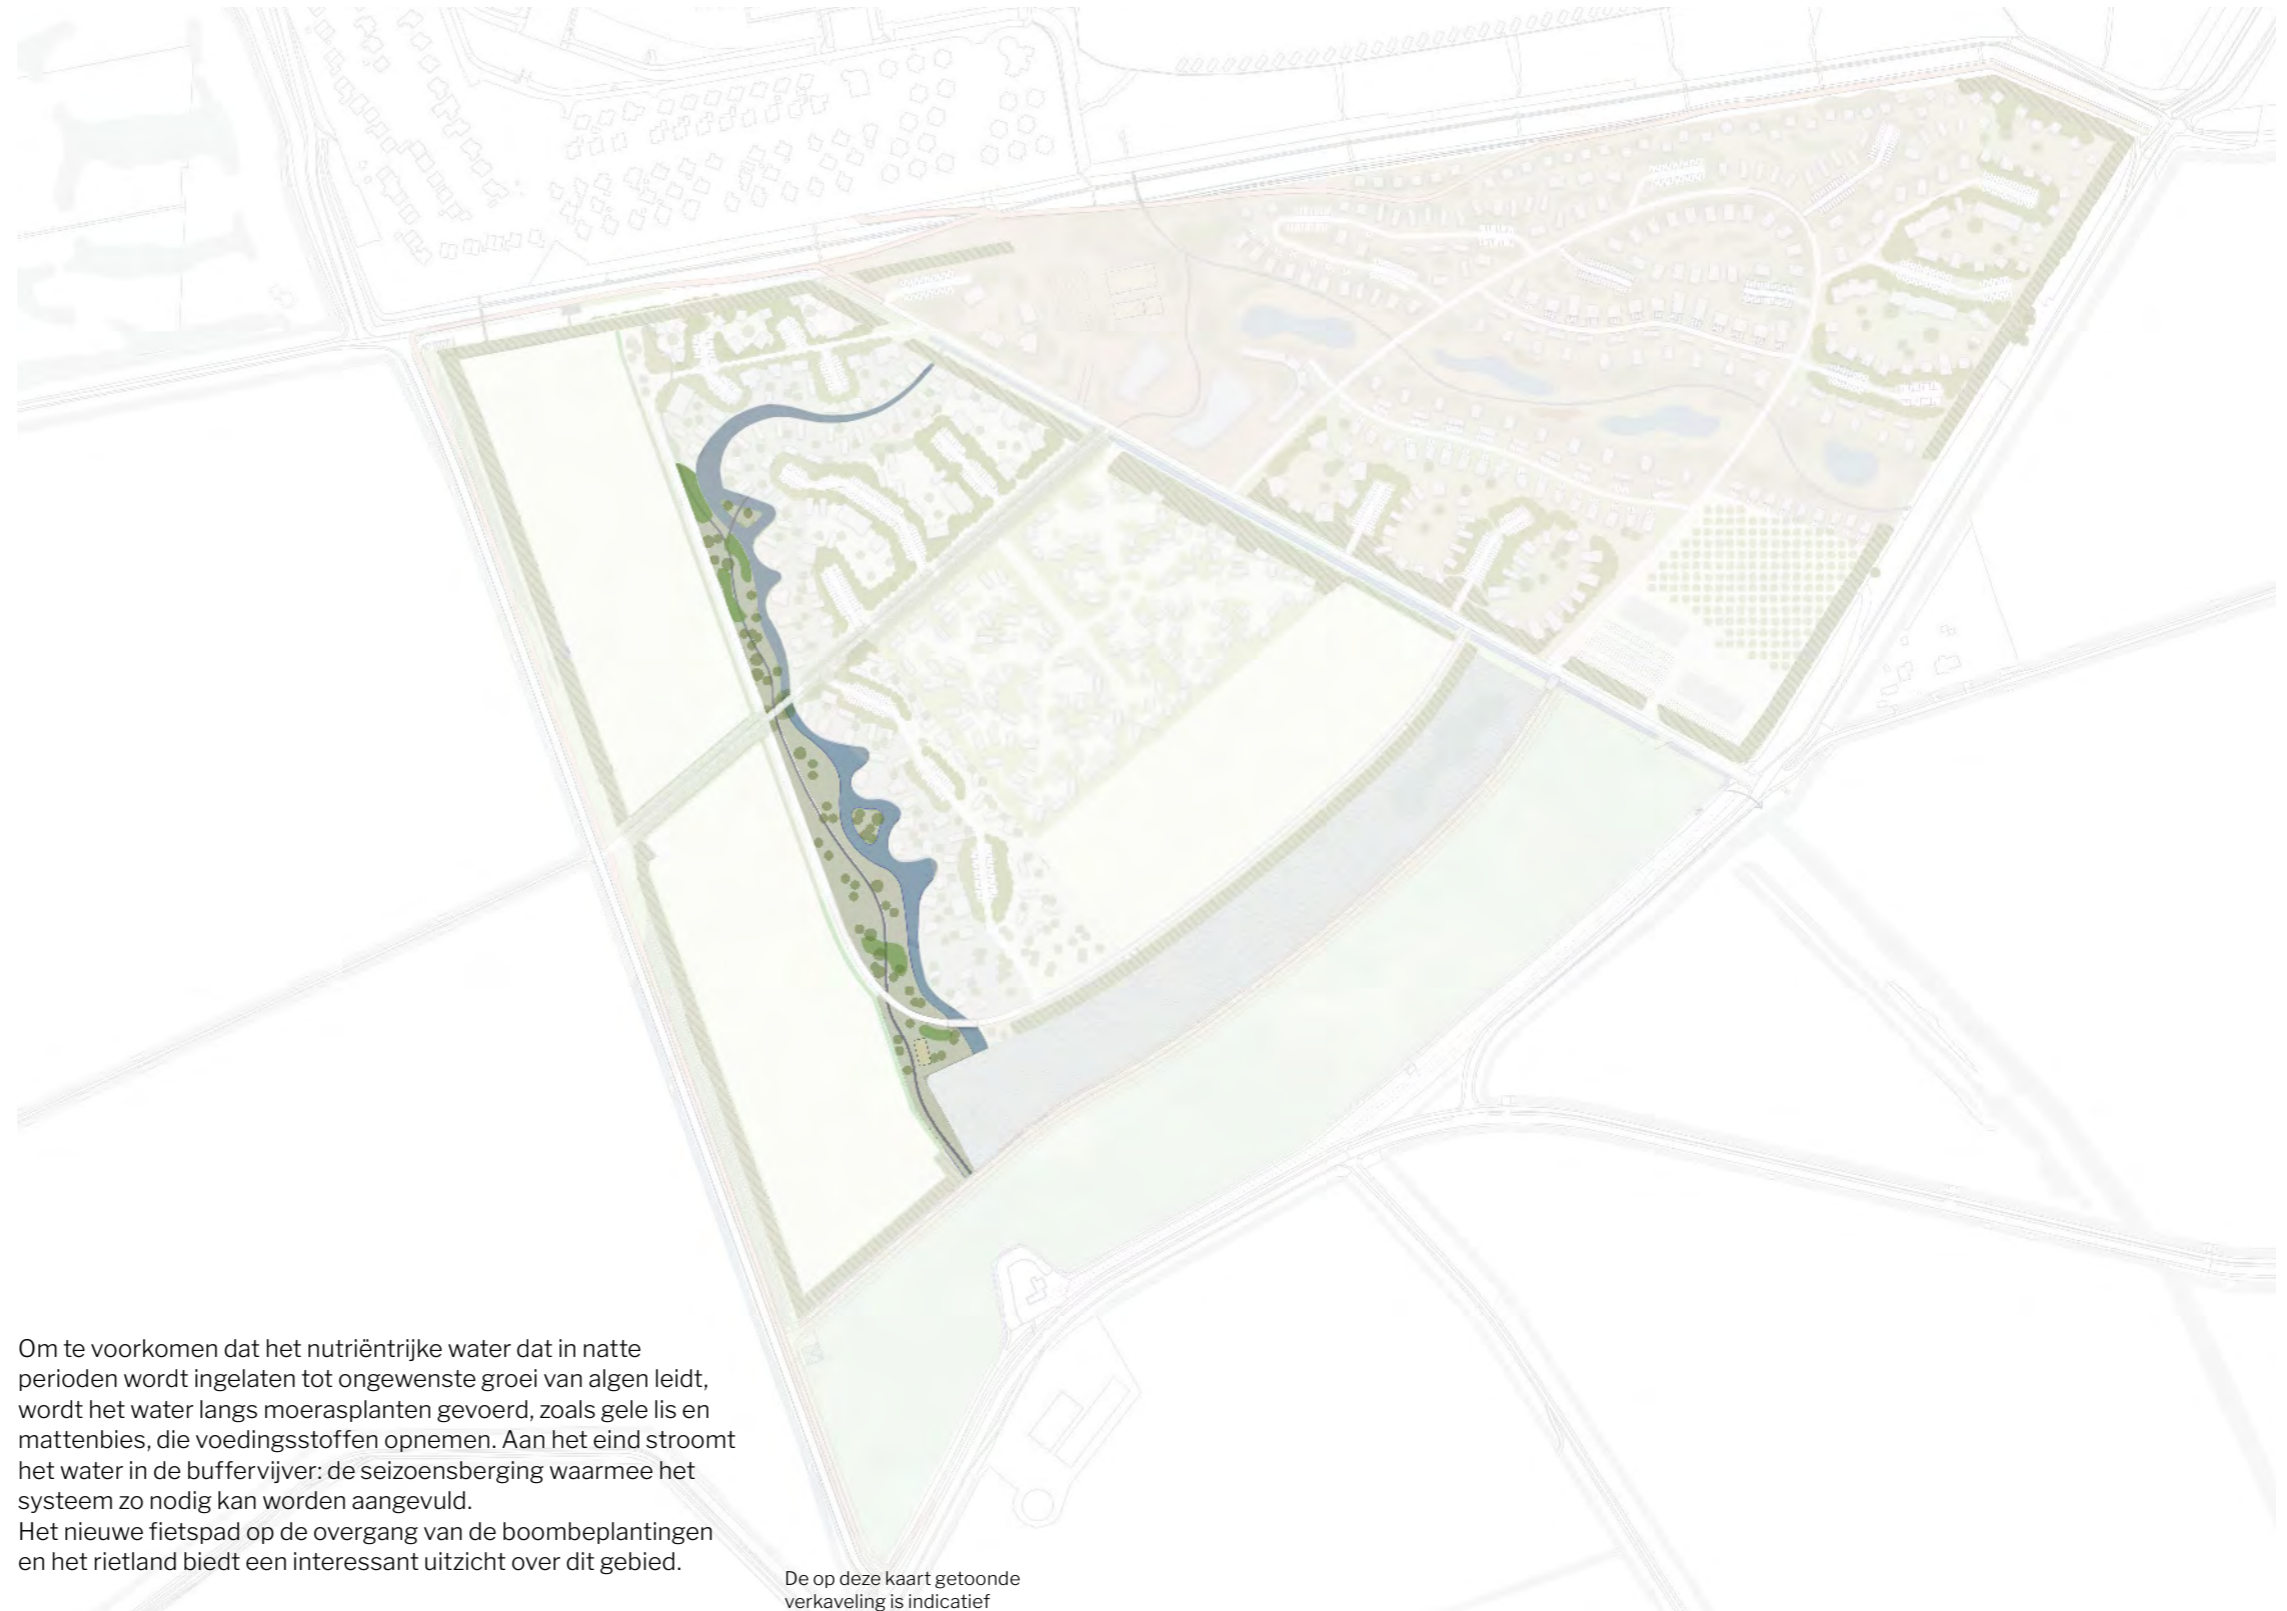 Om te voorkomen dat het nutriëntrijke water dat in natte
perioden wordt ingelaten tot ongewenste groei van algen leidt,
wordt het water langs moerasplanten gevoerd, zoals gele lis en
mattenbies, die voedingsstoffen opnemen. Aan het eind stroomt
het water in de buffervijver: de seizoensberging waarmee het
systeem zo nodig kan worden aangevuld.
Het nieuwe fietspad op de overgang van de boombeplantingen
en het rietland biedt een interessant uitzicht over dit gebied.
De op deze kaart getoonde
verkaveling is indicatief